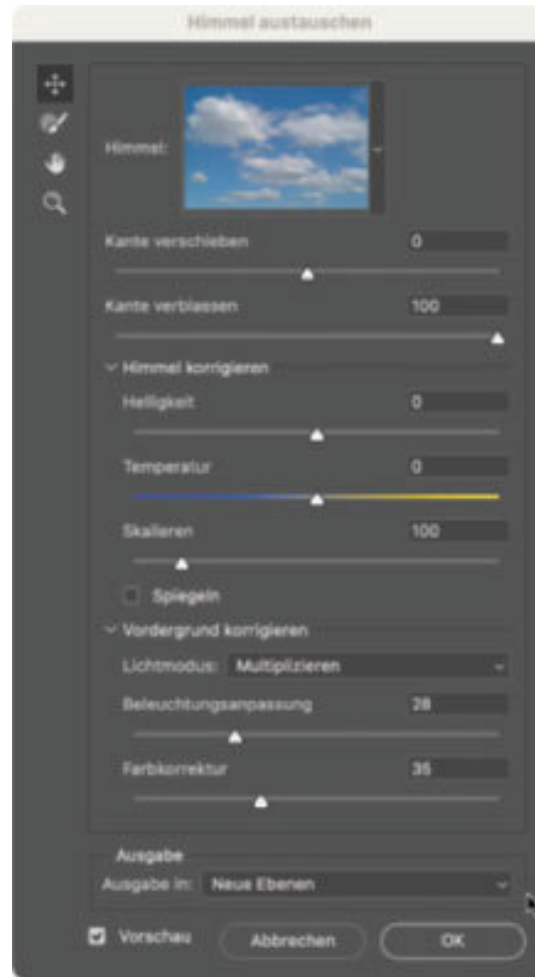 Himmel austauschen
Himmel:
Kante verschieben 0
Kante verblassen 100
Himmel korrigieren
Helligkeit 0
Temperatur 0
Skalieren 100
Spiegeln
Vordergrund korrigieren
Lichtmodus: Multiplizieren
Beleuchtungsanpassung 28
Farbkorrektur 35
Ausgabe
Ausgabe in: Neue Ebenen
Vorschau Abbrechen OK